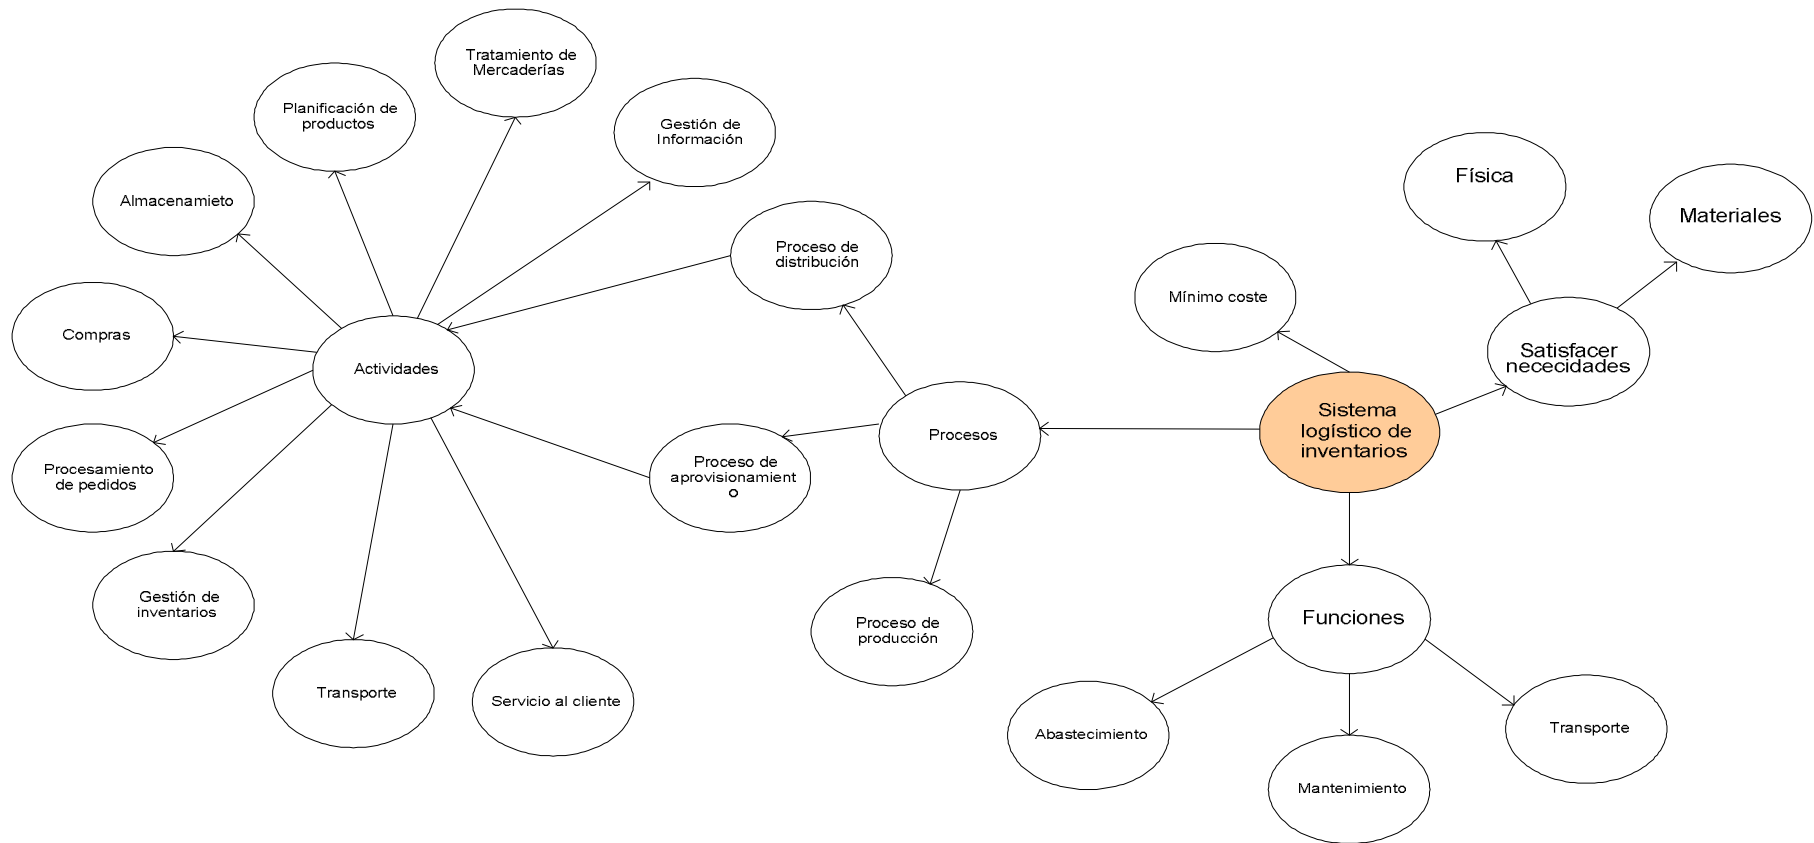 Tratamiento de
Mercaderías
Planificación de
productos
Gestión de
Información
Física
Materiales
Almacenamieto
Proceso de
distribución
Mínimo coste
Compras
Actividades
Satisfacer
nececidades
Sistema
logístico de
inventarios
Procesos
Procesamiento
de pedidos
Proceso de
aprovisionamient
o
Gestión de
inventarios
Proceso de
producción
Funciones
Transporte
Servicio al cliente
Abastecimiento
Transporte
Mantenimiento